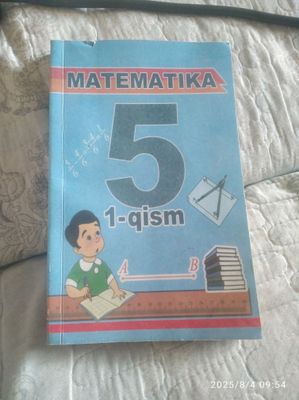 MATEMATIKA
5
1-qism
A B
2025/8/4 09:54